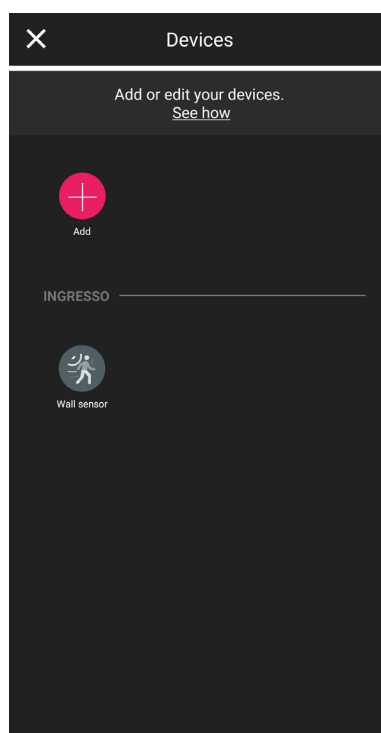 Devices
Add or edit your devices.
See how
Add
INGRESSO
Wall sensor